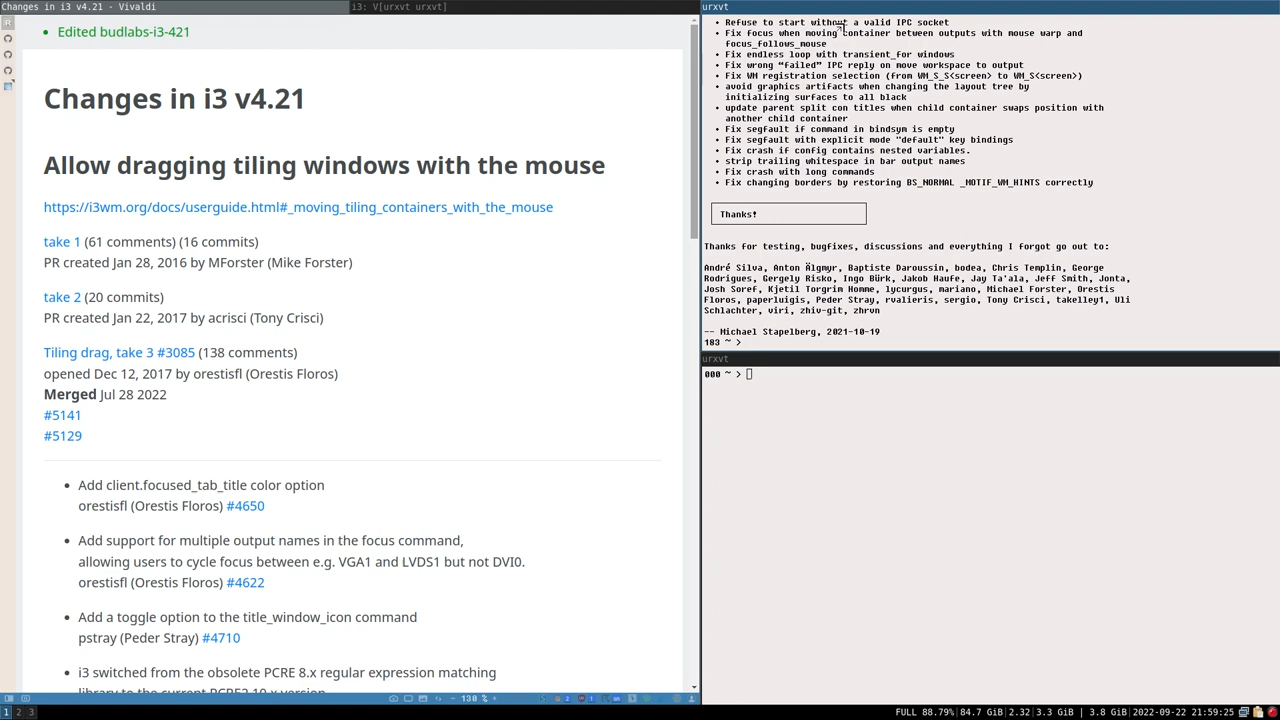 Changes in i3 v4.21 - Vivaldi
i3: V[urxvt urxvt]
Edited budlabs-i3-421
Changes in i3 v4.21
Allow dragging tiling windows with the mouse
https://i3wm.org/docs/userguide.html#_moving_tiling_containers_with_the_mouse
take 1 (61 comments) (16 commits)
PR created Jan 28, 2016 by MForster (Mike Forster)
take 2 (20 commits)
PR created Jan 22, 2017 by acrisci (Tony Crisci)
Tiling drag, take 3 #3085 (138 comments)
opened Dec 12, 2017 by orestisfl (Orestis Floros)
Merged Jul 28 2022
#5141
#5129
• Add client.focused_tab_title color option
orestisfl (Orestis Floros) #4650
• Add support for multiple output names in the focus command,
allowing users to cycle focus between e.g. VGA1 and LVDS1 but not DVI0.
orestisfl (Orestis Floros) #4622
• Add a toggle option to the title_window_icon command
pstray (Peder Stray) #4710
• i3 switched from the obsolete PCRE 8.x regular expression matching
library to the current PCRE2 10.x version
130 %
urxvt
• Refuse to start without a valid IPC socket
• Fix focus when moving container between outputs with mouse warp and
focus_follows_mouse
• Fix endless loop with transient_for windows
• Fix wrong “failed” IPC reply on move workspace to output
• Fix WM registration selection (from WM_S_S<screen> to WM_S<screen>)
• avoid graphics artifacts when changing the layout tree by
initializing surfaces to all black
• update parent split con titles when child container swaps position with
another child container
• Fix segfault if command in bindsym is empty
• Fix segfault with explicit mode "default" key bindings
• Fix crash if config contains nested variables.
• strip trailing whitespace in bar output names
• Fix crash with long commands
• Fix changing borders by restoring BS_NORMAL _MOTIF_WM_HINTS correctly
Thanks!
Thanks for testing, bugfixes, discussions and everything I forgot go out to:
André Silva, Anton Älgmyr, Baptiste Daroussin, bodea, Chris Templin, George
Rodrigues, Gergely Risko, Ingo Bürk, Jakob Haufe, Jay Ta'ala, Jeff Smith, Jonta,
Josh Soref, Kjetil Torgrim Homme, lycurgus, mariano, Michael Forster, Orestis
Floros, paperluigis, Peder Stray, rvalieris, sergio, Tony Crisci, takelley1, Uli
Schlachter, viri, zhiv-git, zhrvn
-- Michael Stapelberg, 2021-10-19
183 ~ >
urxvt
000 ~ >
1 2 3
FULL 88.79% 84.7 GiB 2.32 3.3 GiB | 3.8 GiB 2022-09-22 21:59:25